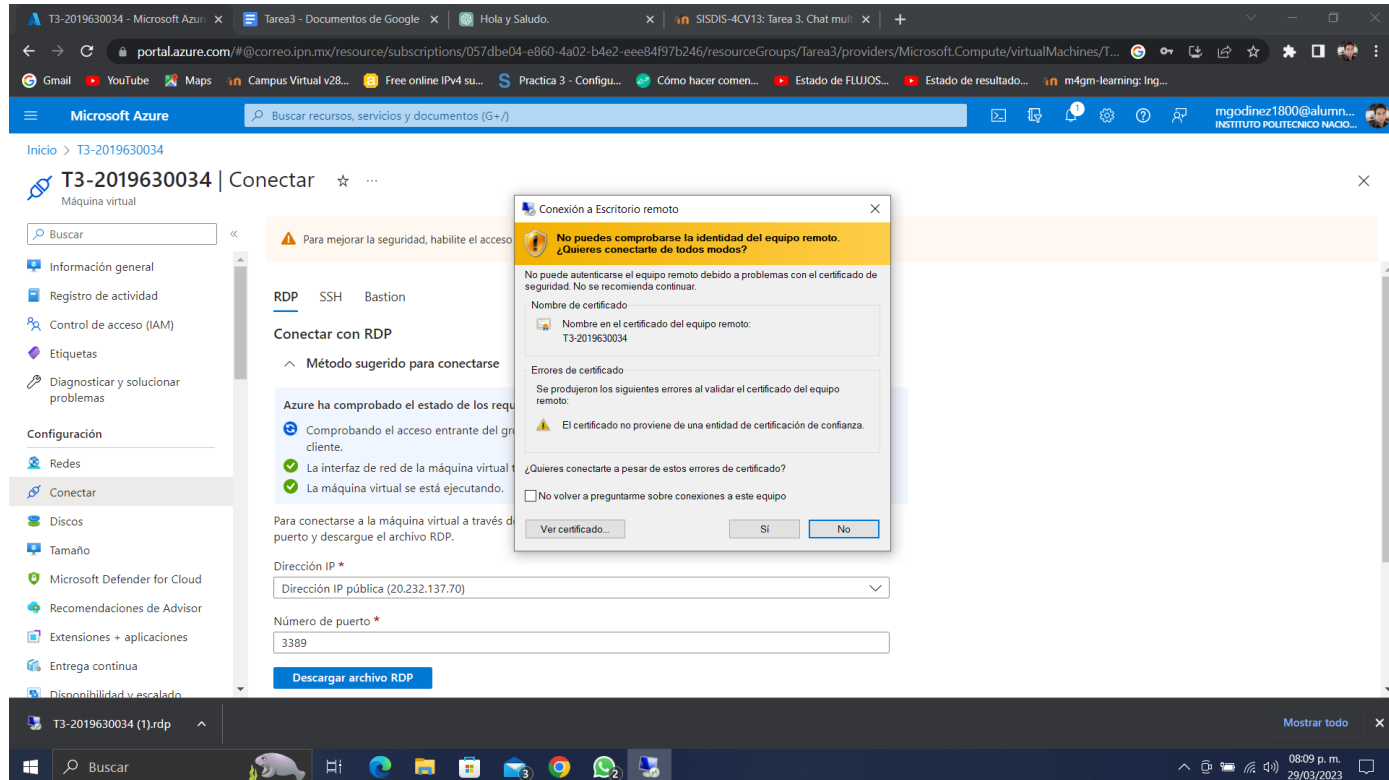 T3-2019630034 - Microsoft Azur
Tarea3 - Documentos de Google
Hola y Saludo.
SISDIS-4CV13: Tarea 3. Chat mult
portal.azure.com/#@correo.ipn.mx/resource/subscriptions/057dbe04-e860-4a02-b4e2-eee84f97b246/resourceGroups/Tarea3/providers/Microsoft.Compute/virtualMachines/T...
Gmail
YouTube
Maps
Campus Virtual v28...
Free online IPv4 su...
Practica 3 - Configu...
Cómo hacer comen...
Estado de FLUJOS...
Estado de resultado...
m4gm-learning: Ing...
Microsoft Azure
Buscar recursos, servicios y documentos (G+/)
1
mgodinez1800@alumn...
INSTITUTO POLITECNICO NACIO...
Inicio > T3-2019630034
T3-2019630034 | Conectar
Máquina virtual
Buscar
Información general
Registro de actividad
Control de acceso (IAM)
Etiquetas
Diagnosticar y solucionar
problemas
Configuración
Redes
Conectar
Discos
Tamaño
Microsoft Defender for Cloud
Recomendaciones de Advisor
Extensiones + aplicaciones
Entrega continua
Disponibilidad y escalado
Para mejorar la seguridad, habilite el acceso
RDP
SSH
Bastion
Conectar con RDP
Método sugerido para conectarse
Azure ha comprobado el estado de los requ
Comprobando el acceso entrante del gru
cliente.
La interfaz de red de la máquina virtual t
La máquina virtual se está ejecutando.
Para conectarse a la máquina virtual a través de
puerto y descargue el archivo RDP.
Dirección IP *
Dirección IP pública (20.232.137.70)
Número de puerto *
3389
Descargar archivo RDP
Conexión a Escritorio remoto
No puedes comprobarse la identidad del equipo remoto.
¿Quieres conectarte de todos modos?
No puede autenticarse el equipo remoto debido a problemas con el certificado de
seguridad. No se recomienda continuar.
Nombre de certificado
Nombre en el certificado del equipo remoto:
T3-2019630034
Errores de certificado
Se produjeron los siguientes errores al validar el certificado del equipo
remoto:
El certificado no proviene de una entidad de certificación de confianza.
¿Quieres conectarte a pesar de estos errores de certificado?
No volver a preguntarme sobre conexiones a este equipo
Ver certificado...
Sí
No
T3-2019630034 (1).rdp
Mostrar todo
Buscar
3
2
08:09 p. m.
29/03/2023